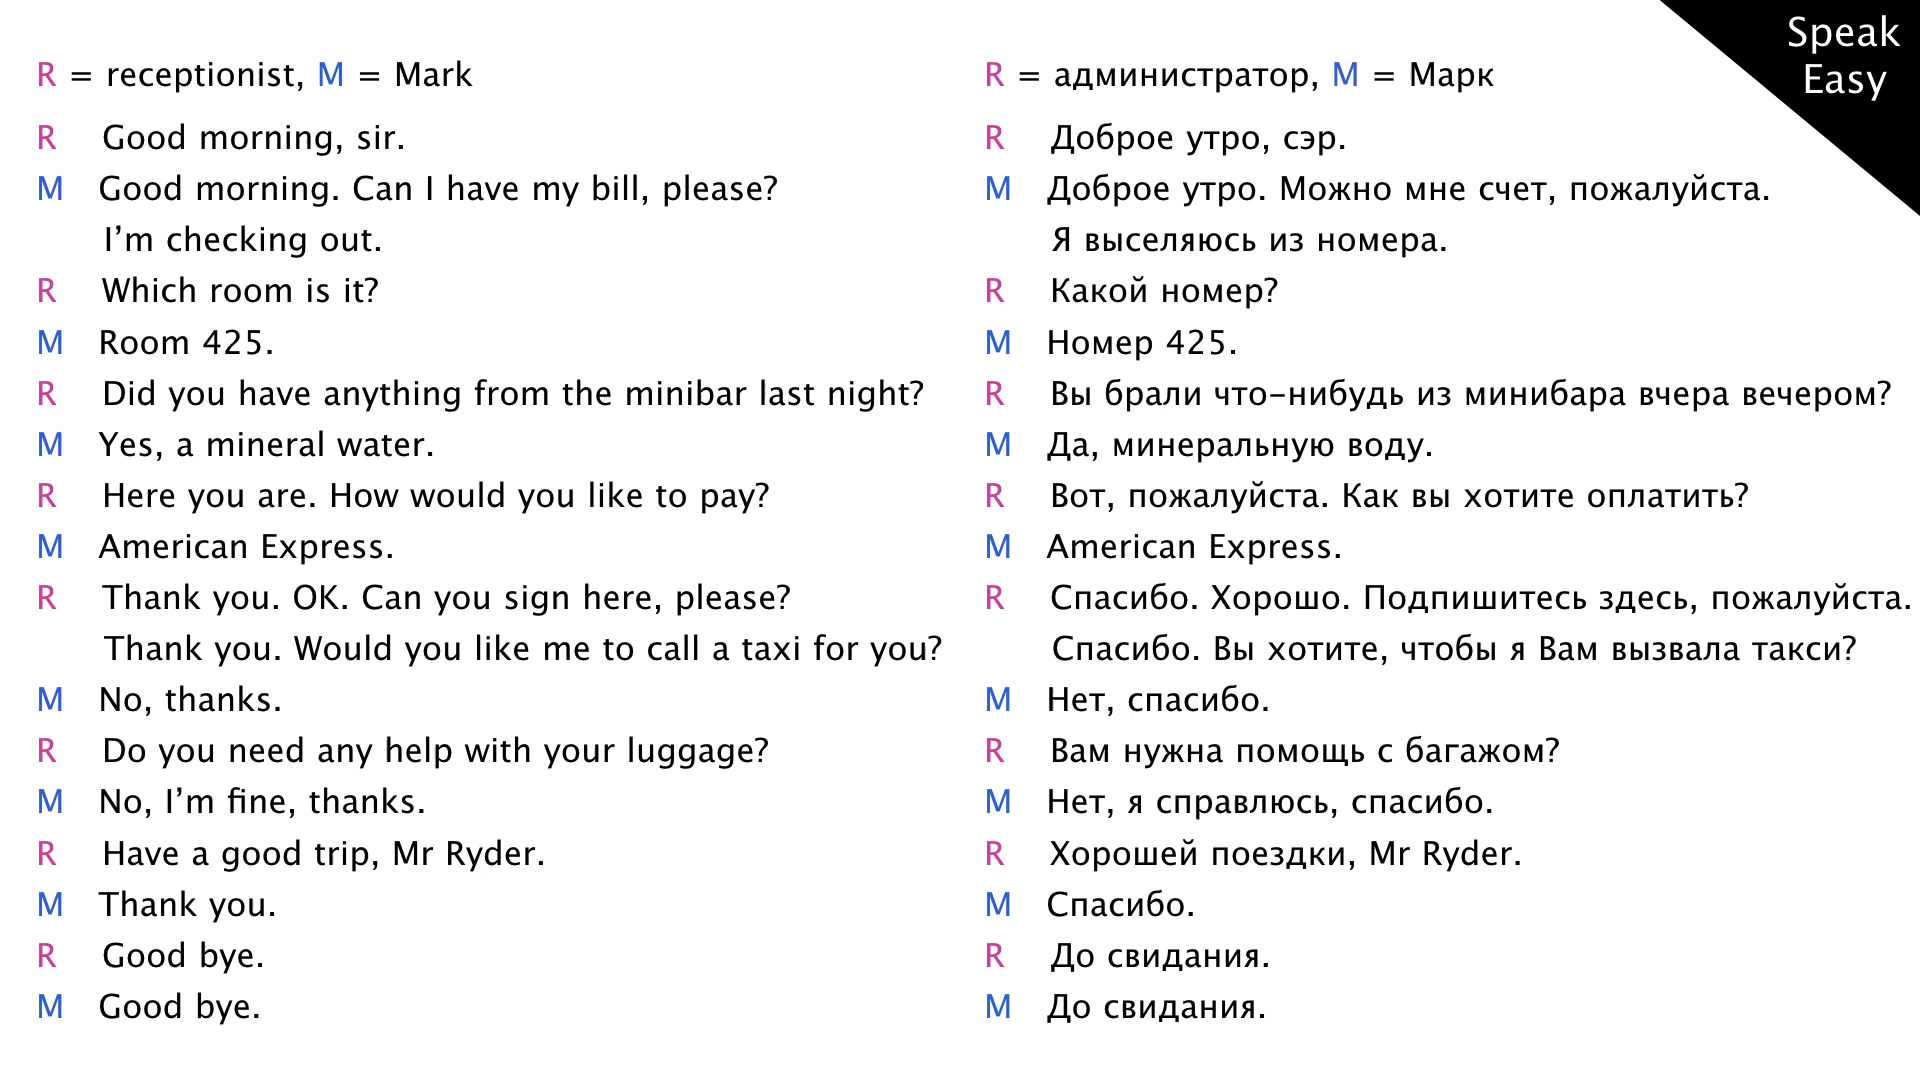 R = receptionist, M = Mark
R Good morning, sir.
M Good morning. Can I have my bill, please?
I’m checking out.
R Which room is it?
M Room 425.
R Did you have anything from the minibar last night?
M Yes, a mineral water.
R Here you are. How would you like to pay?
M American Express.
R Thank you. OK. Can you sign here, please?
Thank you. Would you like me to call a taxi for you?
M No, thanks.
R Do you need any help with your luggage?
M No, I’m fine, thanks.
R Have a good trip, Mr Ryder.
M Thank you.
R Good bye.
M Good bye.
R = администратор, M = Марк
R Доброе утро, сэр.
M Доброе утро. Можно мне счет, пожалуйста.
Я выселяюсь из номера.
R Какой номер?
M Номер 425.
R Вы брали что-нибудь из минибара вчера вечером?
M Да, минеральную воду.
R Вот, пожалуйста. Как вы хотите оплатить?
M American Express.
R Спасибо. Хорошо. Подпишитесь здесь, пожалуйста.
Спасибо. Вы хотите, чтобы я Вам вызвала такси?
M Нет, спасибо.
R Вам нужна помощь с багажом?
M Нет, я справлюсь, спасибо.
R Хорошей поездки, Mr Ryder.
M Спасибо.
R До свидания.
M До свидания.
Speak
Easy